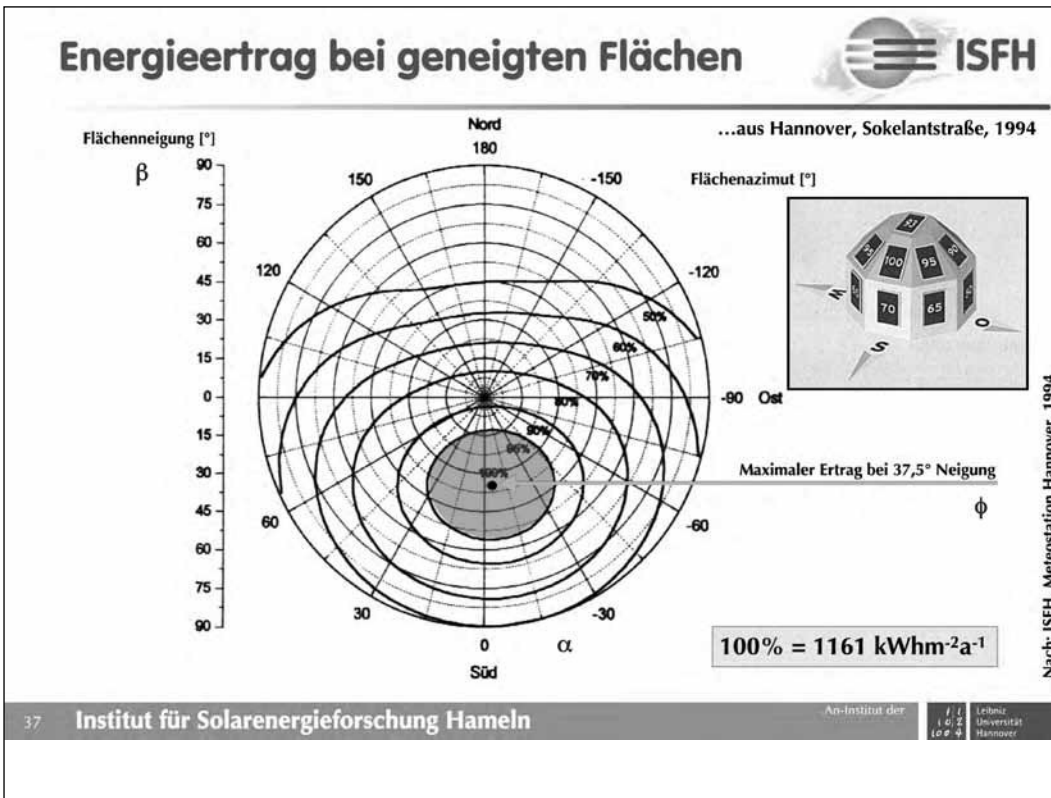 Energieertrag bei geneigten Flächen
ISFH
...aus Hannover, Sokelantstraße, 1994
Flächenneigung [°]
β
Nord
180
150
-150
Flächenazimut [°]
90
75
60
45
30
15
0
15
30
45
60
75
90
120
-120
50%
60%
70%
80%
90%
95%
100%
-90 Ost
100
95
90
70
65
W
S
O
Maximaler Ertrag bei 37,5° Neigung
ϕ
60
-60
30
-30
0
α
Süd
100% = 1161 kWhm-2a-1
Nach: ISFH, Meteostation Hannover, 1994
37
Institut für Solarenergieforschung Hameln
An-Institut der
Leibniz
Universität
Hannover